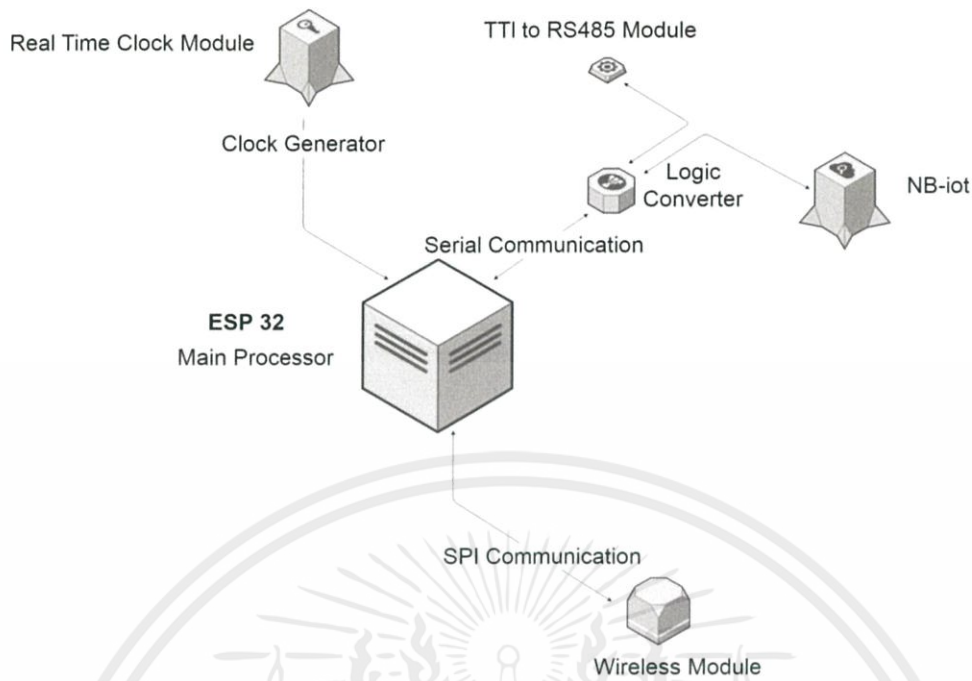 Real Time Clock Module
TTI to RS485 Module
Clock Generator
Logic
Converter
NB-iot
Serial Communication
ESP 32
Main Processor
SPI Communication
Wireless Module